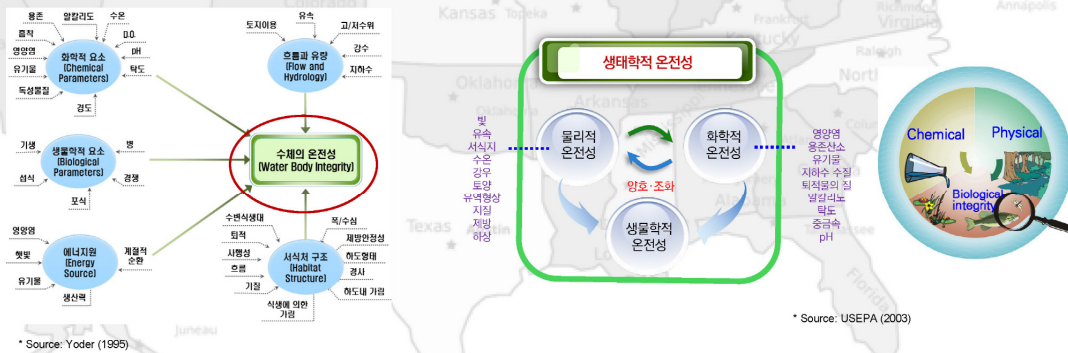 용존
알칼리도
수온
흡착
D.O.
영양염
화학적 요소
(Chemical
Parameters)
pH
유기물
탁도
독성물질
경도
토지이용
유속
고/저수위
흐름과 유량
(Flow and
Hydrology)
강수
지하수
기생
생물학적 요소
(Biological
Parameters)
병
섭식
경쟁
포식
수체의 온전성
(Water Body Integrity)
영양염
에너지원
(Energy
Source)
계절적
순환
햇빛
유기물
생산력
수변식생대
폭/수심
퇴적
제방안정성
사행성
서식처 구조
(Habitat
Structure)
하도형태
흐름
경사
기질
하도내 가림
식생에 의한
가림
* Source: Yoder (1995)
생태학적 온전성
빛
유속
서식지
수온
강우
토양
유역형상
지질
제방
하상
물리적
온전성
화학적
온전성
양호·조화
생물학적
온전성
영양염
용존산소
유기물
지하수 수질
퇴적물의 질
알칼리도
탁도
중금속
pH
Chemical
Physical
Biological
integrity
* Source: USEPA (2003)
Kansas
Topeka
Colorado
Oklahoma
Oklahoma
Arkansas
Texas
Austin
Juneau
Kentucky
Frankfort
Virginia
Richmond
Raleigh
North
Annapolis
Florida